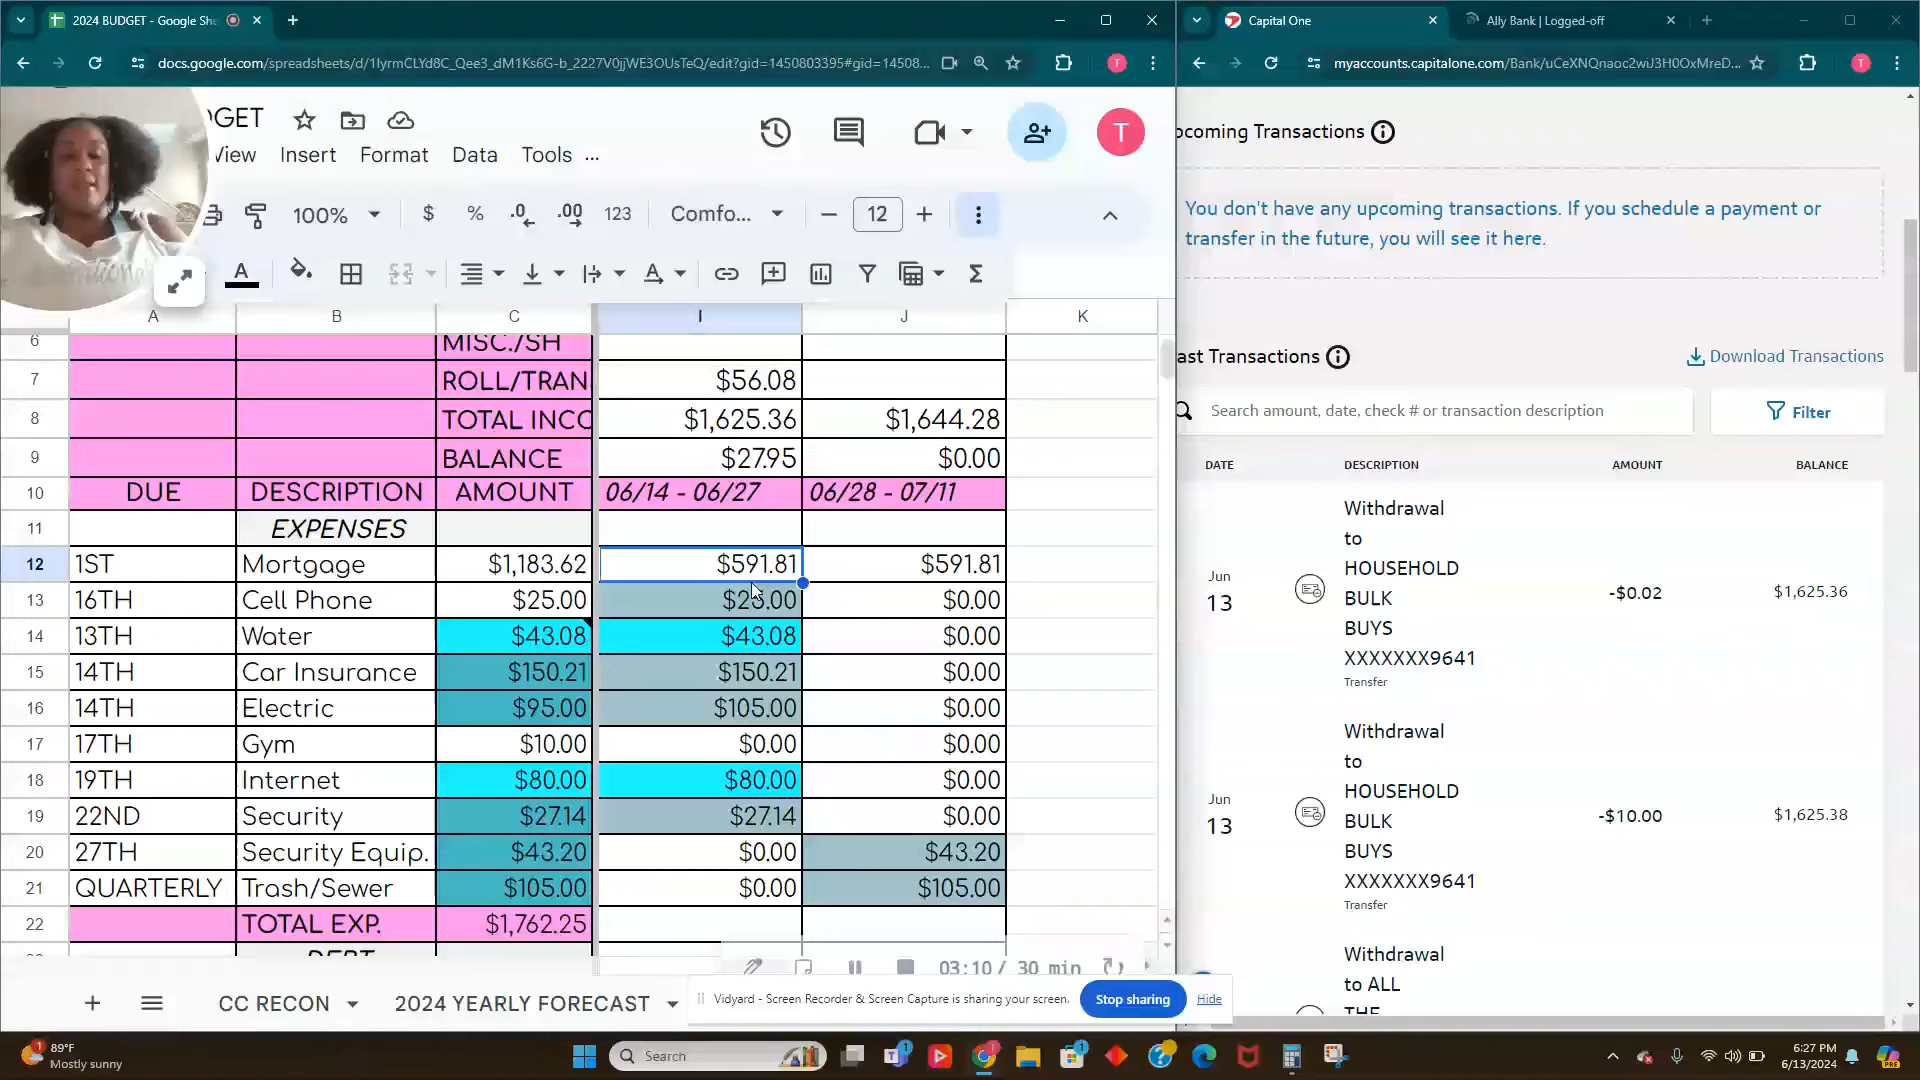 2024 BUDGET - Google She
docs.google.com/spreadsheets/d/1IyrmCLYd8C_Qee3_dM1Ks6G-b_2227V0jjWE3OUsTeQ/edit?gid=1450803395#gid=14508...
T
GET
View Insert Format Data Tools ...
T
100% $ % .0 .00 123 Comfo... 12
A
A B C I J K
6 MISC./SH
7 ROLL/TRAN $56.08
8 TOTAL INCO $1,625.36 $1,644.28
9 BALANCE $27.95 $0.00
10 DUE DESCRIPTION AMOUNT 06/14 - 06/27 06/28 - 07/11
11 EXPENSES
12 1ST Mortgage $1,183.62 $591.81 $591.81
13 16TH Cell Phone $25.00 $0.00
14 13TH Water $43.08 $43.08 $0.00
15 14TH Car Insurance $150.21 $150.21 $0.00
16 14TH Electric $95.00 $105.00 $0.00
17 17TH Gym $10.00 $0.00 $0.00
18 19TH Internet $80.00 $80.00 $0.00
19 22ND Security $27.14 $27.14 $0.00
20 27TH Security Equip. $43.20 $0.00 $43.20
21 QUARTERLY Trash/Sewer $105.00 $0.00 $105.00
22 TOTAL EXP. $1,762.25
03:10 / 30 min
CC RECON 2024 YEARLY FORECAST
Vidyard - Screen Recorder & Screen Capture is sharing your screen. Stop sharing Hide
Capital One
Ally Bank | Logged-off
myaccounts.capitalone.com/Bank/uCeXNQnaoc2wiJ3H0OxMreD...
T
pcoming Transactions
You don't have any upcoming transactions. If you schedule a payment or
transfer in the future, you will see it here.
ast Transactions
Download Transactions
Search amount, date, check # or transaction description
Filter
DATE DESCRIPTION AMOUNT BALANCE
Jun
13
Withdrawal
to
HOUSEHOLD
BULK
BUYS
XXXXXXX9641
Transfer
-$0.02
$1,625.36
Jun
13
Withdrawal
to
HOUSEHOLD
BULK
BUYS
XXXXXXX9641
Transfer
-$10.00
$1,625.38
Withdrawal
to ALL
THE
89°F
Mostly sunny
Search
6:27 PM
6/13/2024